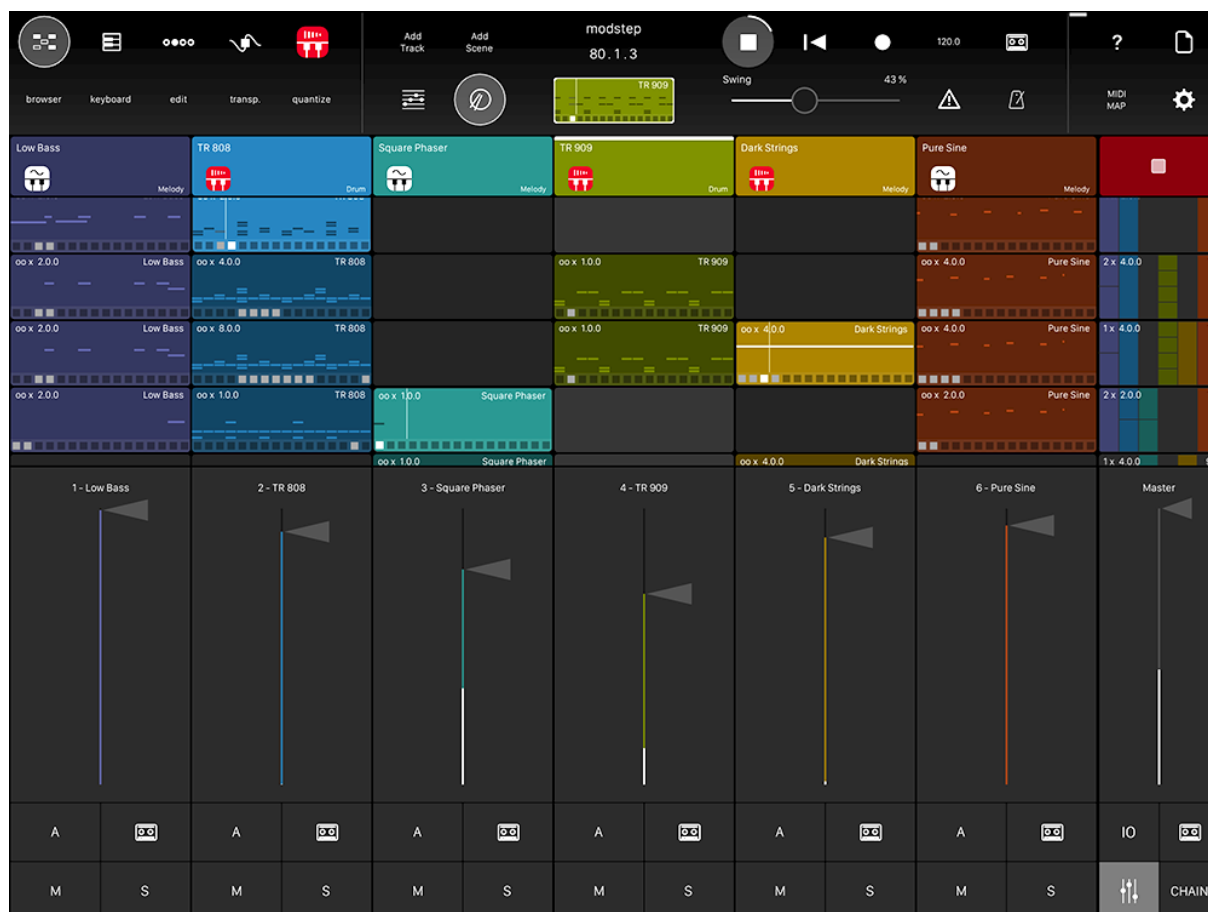 Add Track
Add Scene
modstep
80.1.3
120.0
?
browser
keyboard
edit
transp.
quantize
TR 909
Swing
43 %
MIDI MAP
Low Bass
Melody
TR 808
Drum
Square Phaser
Melody
TR 909
Drum
Dark Strings
Melody
Pure Sine
Melody
oo x 2.0.0 Low Bass
oo x 4.0.0 TR 808
oo x 1.0.0 TR 909
oo x 4.0.0 Pure Sine
2 x 4.0.0
oo x 2.0.0 Low Bass
oo x 8.0.0 TR 808
oo x 1.0.0 TR 909
oo x 4.0.0 Dark Strings
oo x 4.0.0 Pure Sine
1 x 4.0.0
oo x 2.0.0 Low Bass
oo x 1.0.0 TR 808
oo x 1.0.0 Square Phaser
oo x 2.0.0 Pure Sine
2 x 2.0.0
oo x 1.0.0 Square Phaser
oo x 4.0.0 Dark Strings
1 x 4.0.0
1 - Low Bass
2 - TR 808
3 - Square Phaser
4 - TR 909
5 - Dark Strings
6 - Pure Sine
Master
A
A
A
A
A
A
IO
M
S
M
S
M
S
M
S
M
S
M
S
CHAIN